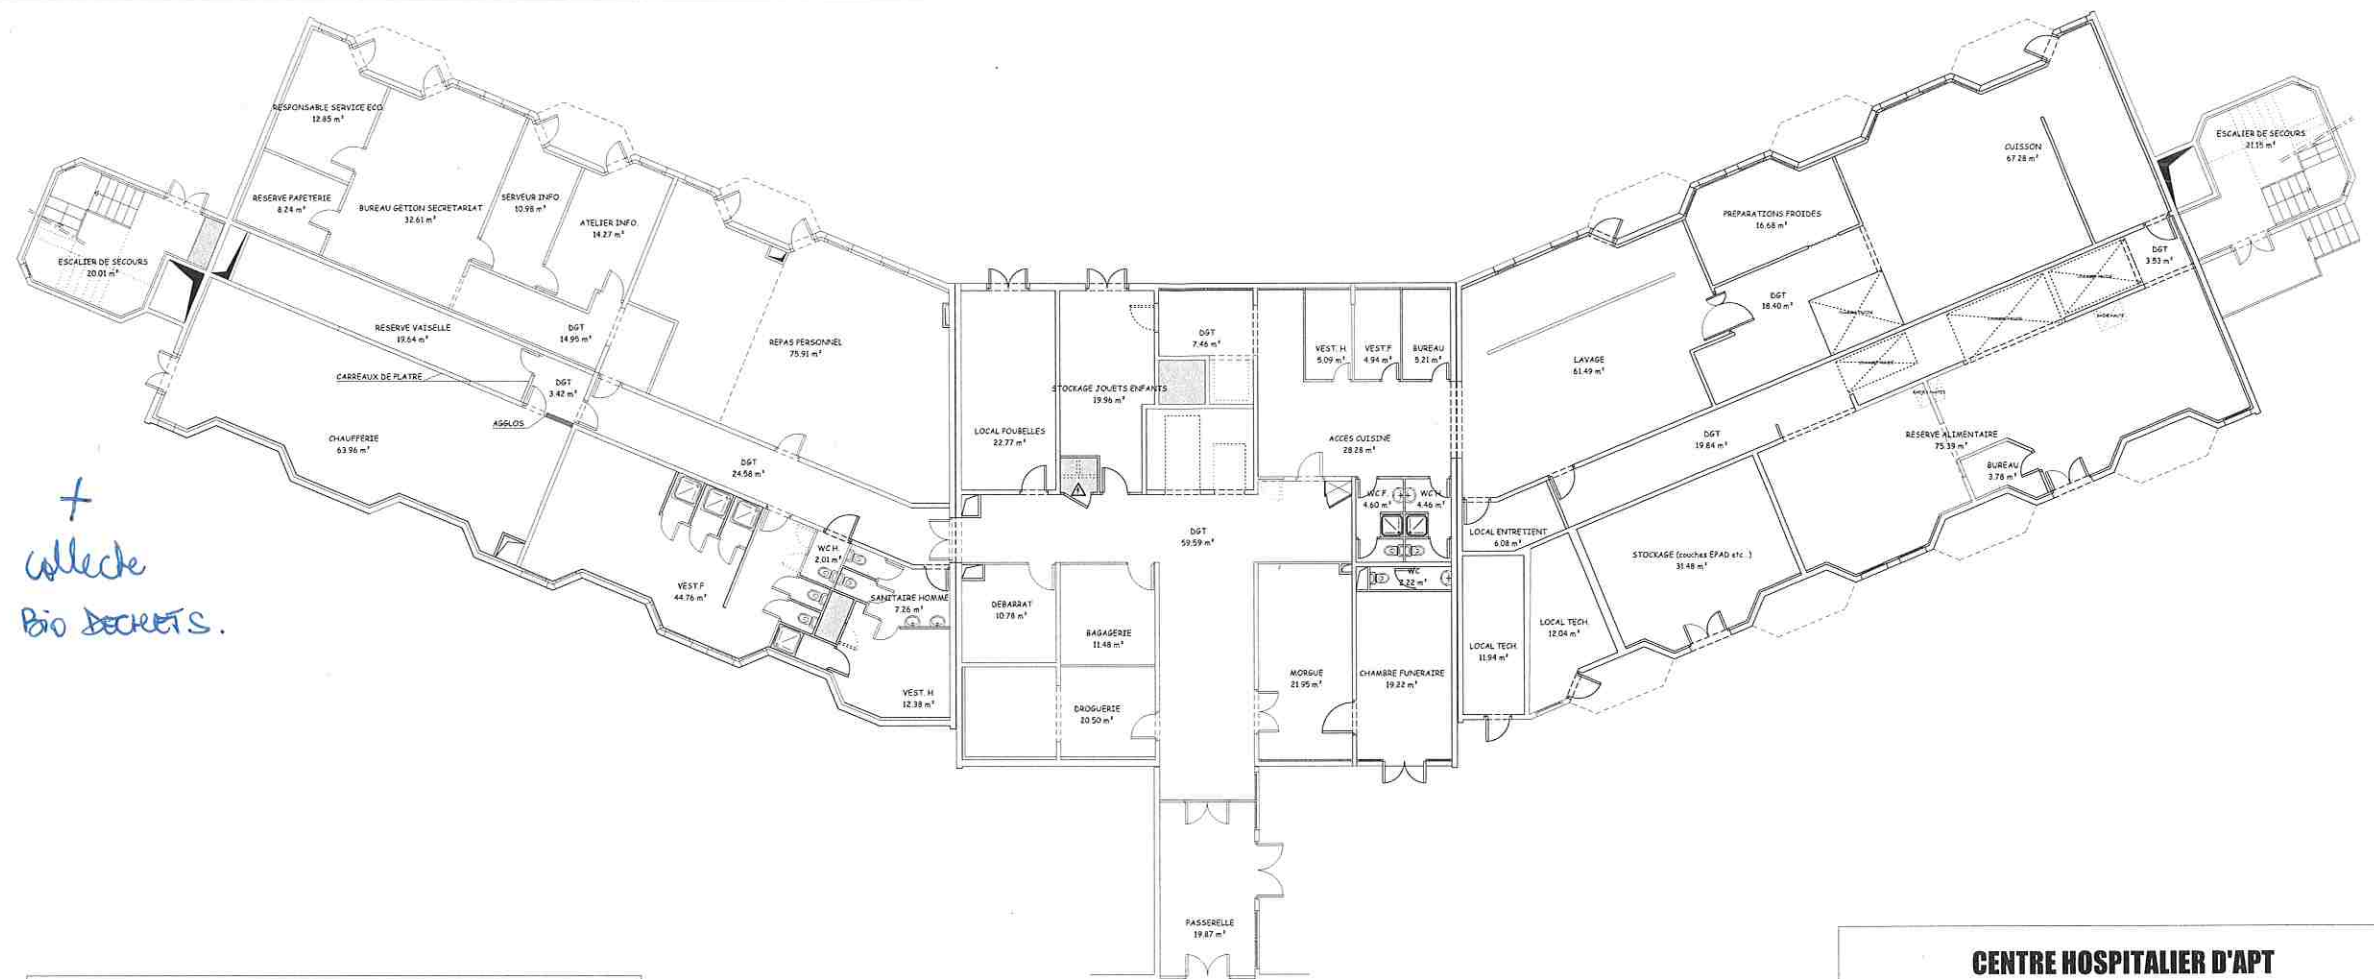 RESPONSABLE SERVICE ECO.
12.85 m²
RESERVE PAPETERIE
8.24 m²
BUREAU GETION SECRETARIAT
32.61 m²
SERVEUR INFO
10.98 m²
ATELIER INFO.
14.27 m²
ESCALIER DE SECOURS
20.01 m²
RESERVE VAISELLE
19.64 m²
DGT
14.95 m²
REPAS PERSONNEL
75.91 m²
CARREAUX DE PLATRE
DGT
3.42 m²
AGGLOS
CHAUFFERIE
63.96 m²
DGT
24.58 m²
VEST.F
44.76 m²
WC H.
2.01 m²
SANITAIRE HOMME
7.26 m²
VEST. H
12.38 m²
+
collecte
BIO DECHETS.
LOCAL POUBELLES
22.77 m²
STOCKAGE JOUETS ENFANTS
19.96 m²
DGT
7.46 m²
VEST. H.
5.09 m²
VEST.F
4.94 m²
BUREAU
5.21 m²
ACCES CUISINE
28.28 m²
WC F.
4.60 m²
WC H.
4.46 m²
DGT
59.59 m²
WC
2.22 m²
DEBARRAT
10.78 m²
BAGAGERIE
11.48 m²
DROGUERIE
20.50 m²
MORGUE
21.95 m²
CHAMBRE FUNERAIRE
19.22 m²
PASSERELLE
19.87 m²
ESCALIER DE SECOURS
21.15 m²
CUISSON
67.28 m²
PREPARATIONS FROIDES
16.68 m²
DGT
3.53 m²
DGT
18.40 m²
LAVAGE
61.49 m²
DGT
19.84 m²
RESERVE ALIMENTAIRE
75.39 m²
BUREAU
3.78 m²
LOCAL ENTRETIENT
6.08 m²
STOCKAGE (couches EPAD etc..)
31.48 m²
LOCAL TECH.
12.04 m²
LOCAL TECH.
11.94 m²
CENTRE HOSPITALIER D'APT